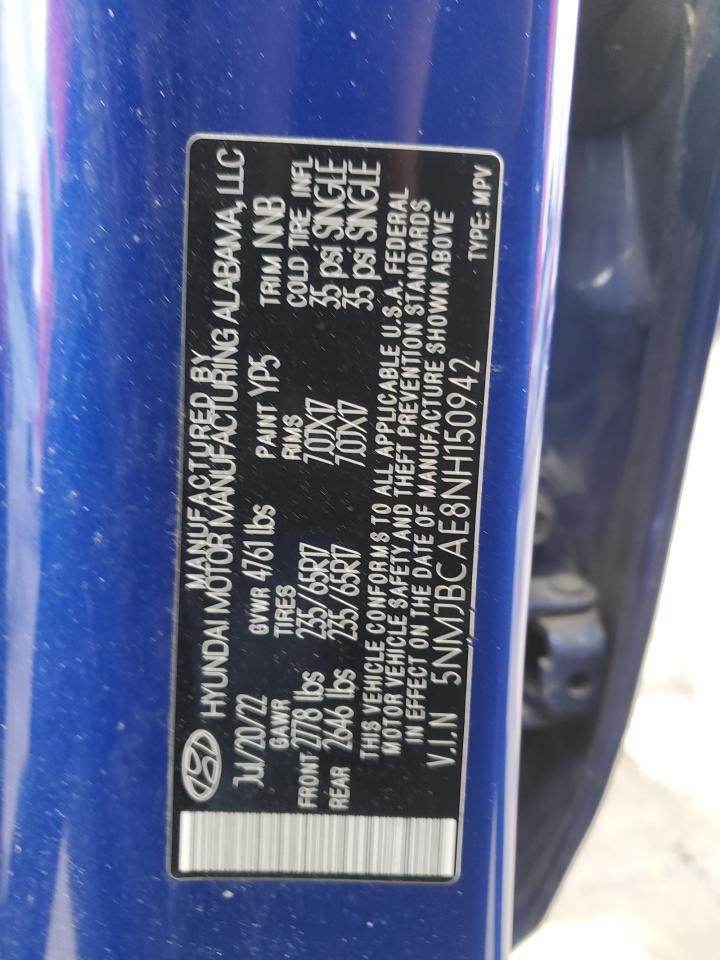 MANUFACTURED BY
HYUNDAI MOTOR MANUFACTURING ALABAMA, LLC
Jul/20/22 GVWR 4761 lbs PAINT YP5 TRIM NNB
GAWR TIRES RIMS COLD TIRE INFL
FRONT 2778 lbs 235/65R17 7.0JX17 35 psi SINGLE
REAR 2646 lbs 235/65R17 7.0JX17 35 psi SINGLE
THIS VEHICLE CONFORMS TO ALL APPLICABLE U.S.A. FEDERAL
MOTOR VEHICLE SAFETY AND THEFT PREVENTION STANDARDS
IN EFFECT ON THE DATE OF MANUFACTURE SHOWN ABOVE
V.I.N 5NMJBCAE8NH150942 TYPE: MPV